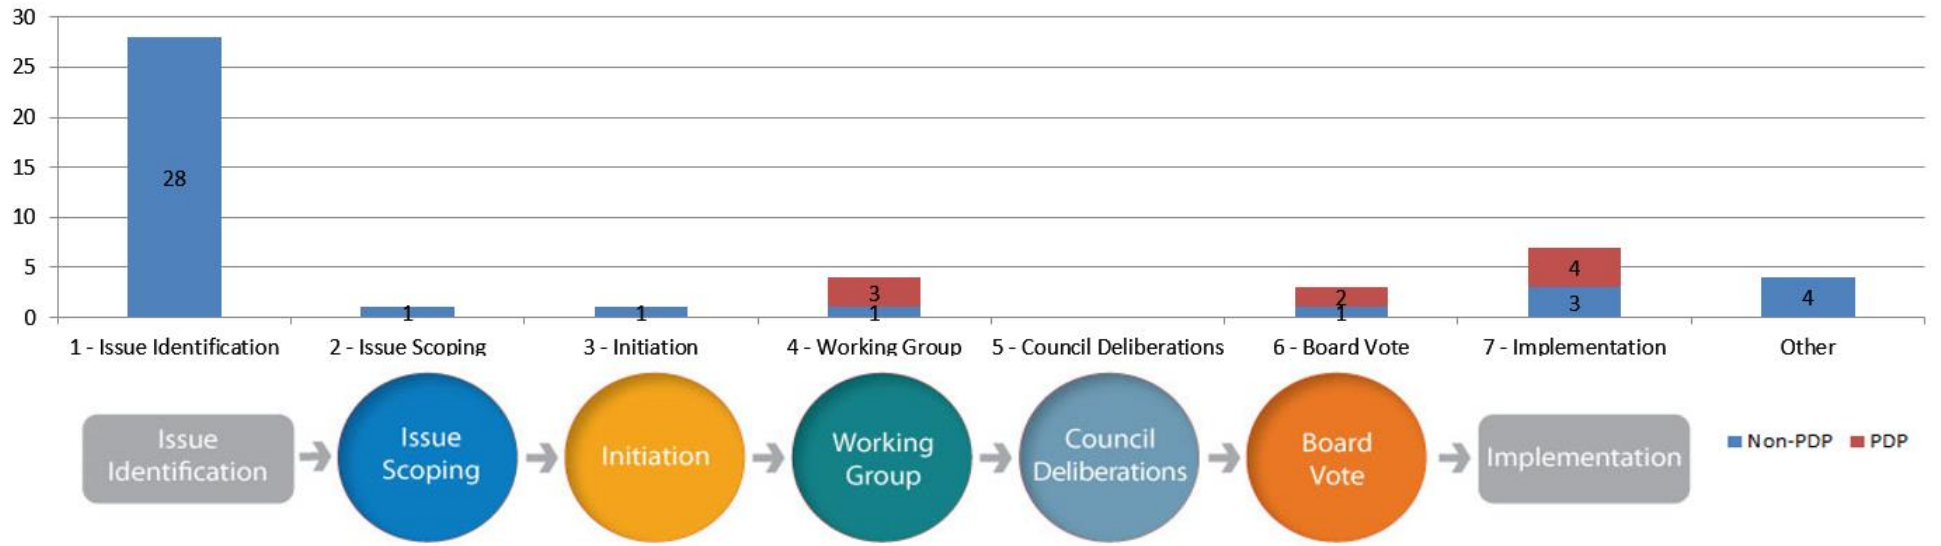 30
25
20
15
10
5
0
28
1
1
3
1
2
1
4
3
4
1 - Issue Identification
2 - Issue Scoping
3 - Initiation
4 - Working Group
5 - Council Deliberations
6 - Board Vote
7 - Implementation
Other
Issue
Identification
Issue
Scoping
Initiation
Working
Group
Council
Deliberations
Board
Vote
Implementation
Non-PDP
PDP